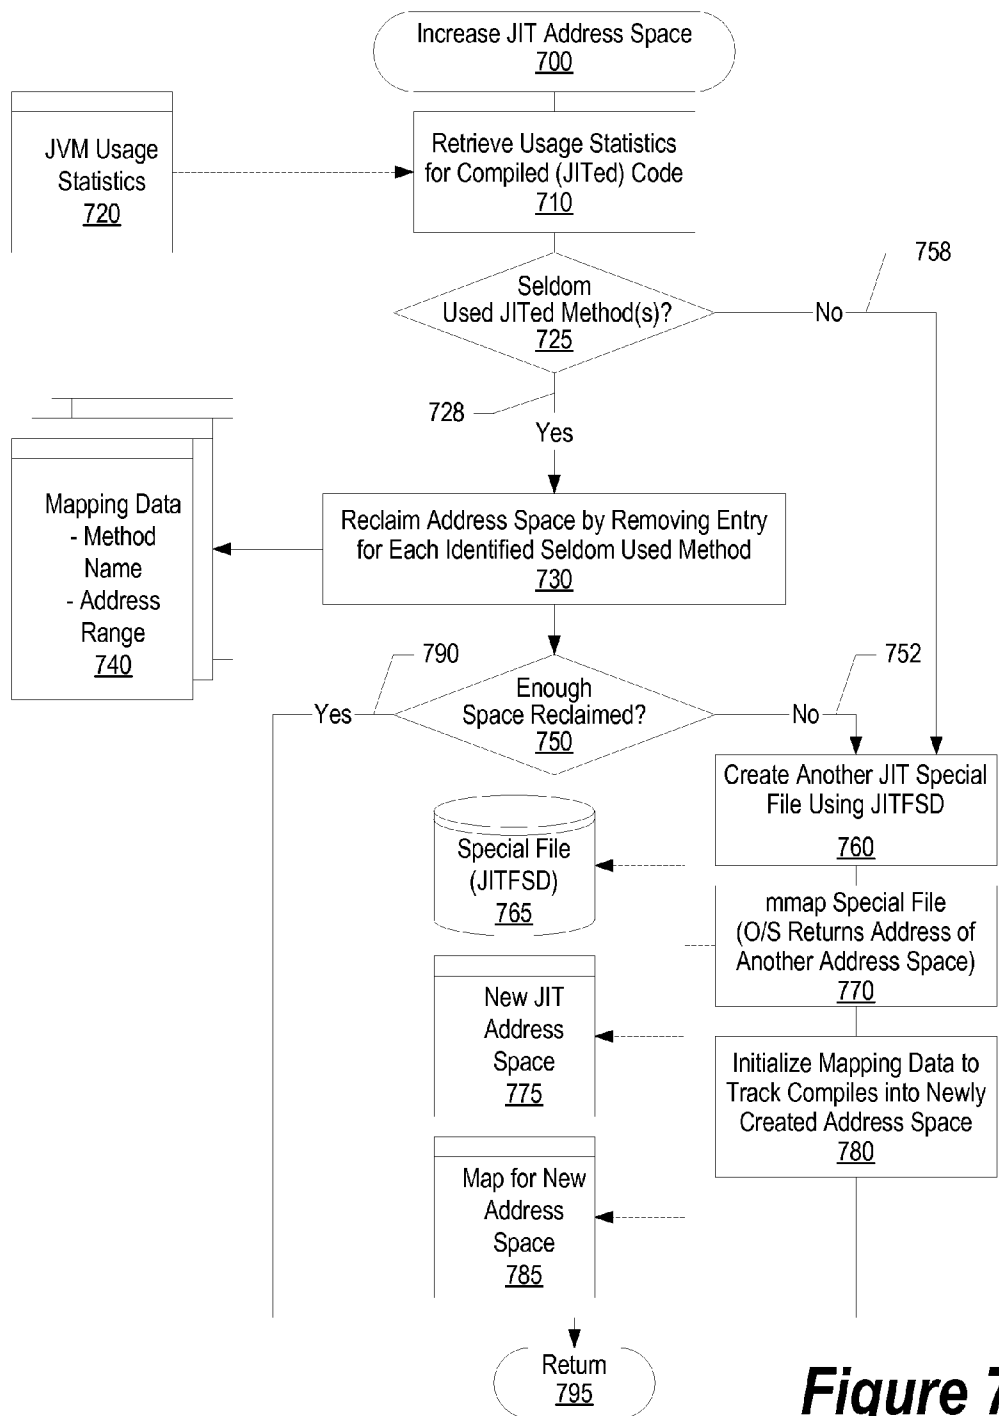 Increase JIT Address Space
700
JVM Usage
Statistics
720
Retrieve Usage Statistics
for Compiled (JITed) Code
710
758
Seldom
Used JITed Method(s)?
725
No
728
Yes
Mapping Data
- Method
Name
- Address
Range
740
Reclaim Address Space by Removing Entry
for Each Identified Seldom Used Method
730
790
752
Enough
Space Reclaimed?
750
Yes
No
Create Another JIT Special
File Using JITFSD
760
Special File
(JITFSD)
765
mmap Special File
(O/S Returns Address of
Another Address Space)
770
New JIT
Address
Space
775
Initialize Mapping Data to
Track Compiles into Newly
Created Address Space
780
Map for New
Address
Space
785
Return
795
Figure 7